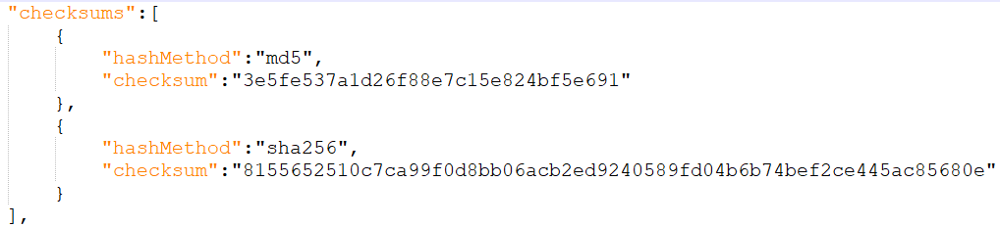 "checksums":[
{
"hashMethod":"md5",
"checksum":"3e5fe537a1d26f88e7c15e824bf5e691"
},
{
"hashMethod":"sha256",
"checksum":"8155652510c7ca99f0d8bb06acb2ed9240589fd04b6b74bef2ce445ac85680e"
}
],